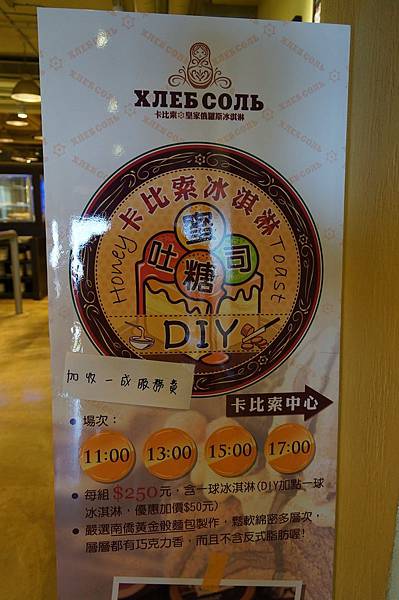 ХЛЕБ СОЛЬ
卡比索 皇家俄羅斯冰淇淋
卡比索冰淇淋
Honey
蜜
吐 糖 司
Toast
DIY
加收一成服務費
卡比索中心
● 場次：
11:00 13:00 15:00 17:00
● 每組 $250元，含一球冰淇淋(DIY加點一球
冰淇淋，優惠加價$50元)
● 嚴選南僑黃金骰麵包製作，鬆軟綿密多層次，
層層都有巧克力香，而且不含反式脂肪喔!